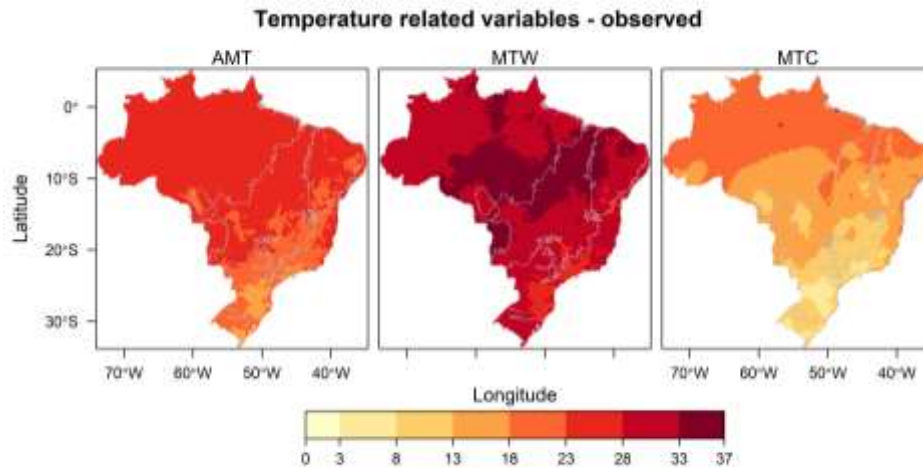 Temperature related variables - observed
AMT MTW MTC
0°
10°S
20°S
30°S
Latitude
70°W 60°W 50°W 40°W 70°W 60°W 50°W 40°W
Longitude
0 3 8 13 18 23 28 33 37